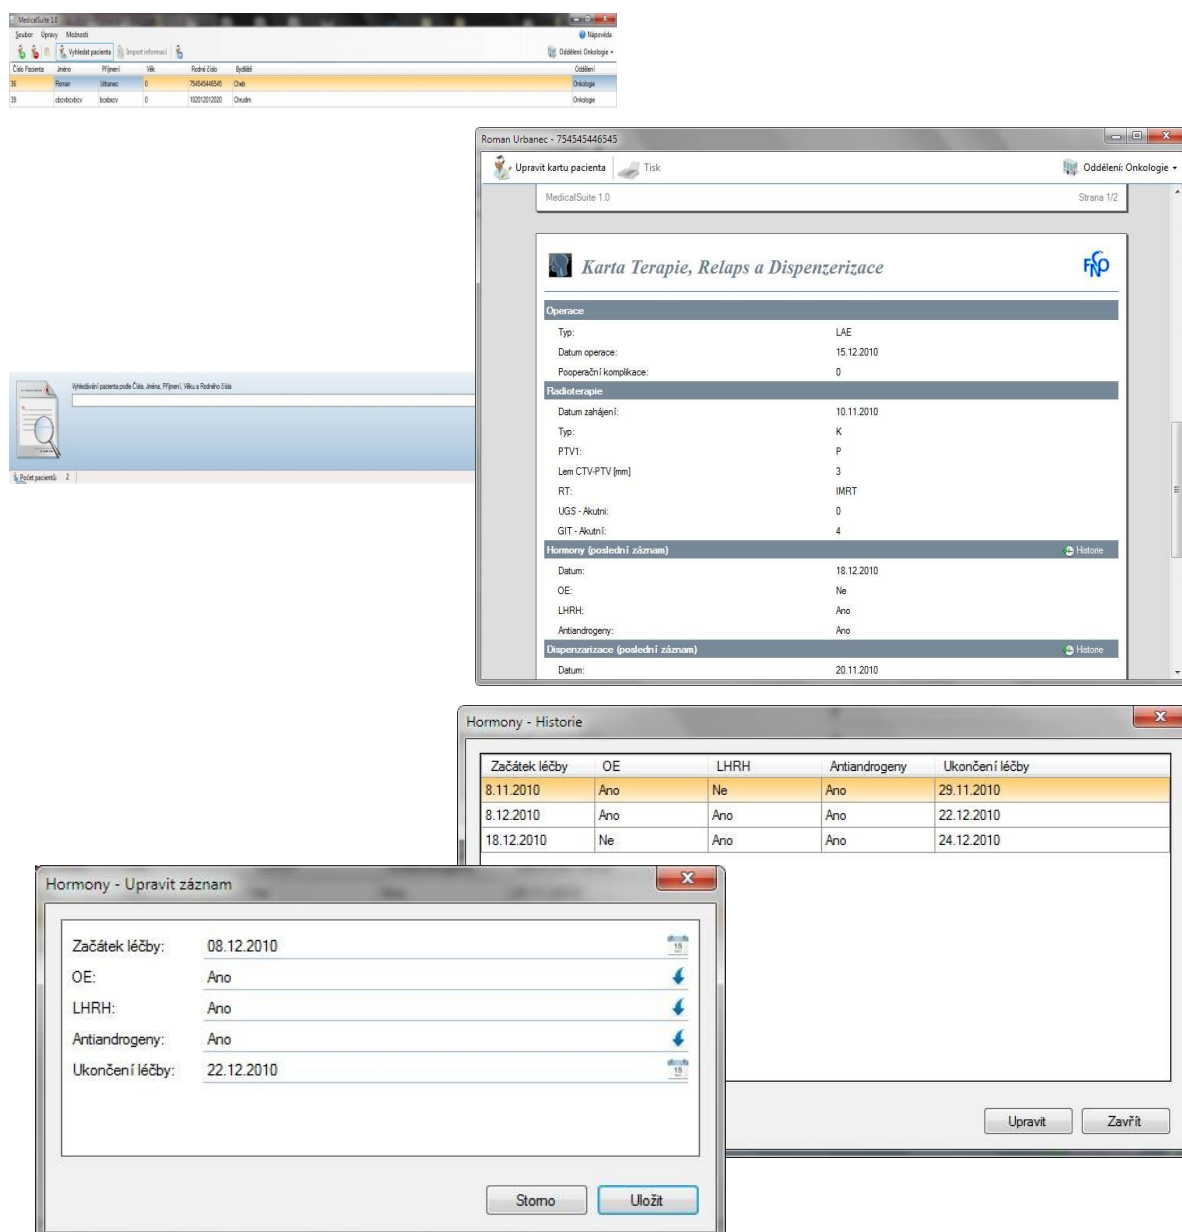 MedicalSuite 1.0
Soubor Úpravy Možnosti Nápověda
Vyhledat pacienta Import informací Oddělení: Onkologie
Číslo Pacienta Jméno Příjmení Věk Rodné číslo Bydliště Oddělení
36 Roman Urbanec 0 754545446545 Cheb Onkologie
39 0 102012012020 Chrudim Onkologie
Vyhledávání pacienta podle Čísla, Jména, Příjmení, Věku a Rodného čísla
Počet pacientů: 2
Roman Urbanec - 754545446545
Upravit kartu pacienta Tisk Oddělení: Onkologie
MedicalSuite 1.0 Strana 1/2
Karta Terapie, Relaps a Dispenzerizace
Operace
Typ: LAE
Datum operace: 15.12.2010
Pooperační komplikace: 0
Radioterapie
Datum zahájení: 10.11.2010
Typ: K
PTV1: P
Lem CTV-PTV [mm] 3
RT: IMRT
UGS - Akutni: 0
GIT - Akutní: 4
Hormony (poslední záznam) Historie
Datum: 18.12.2010
OE: Ne
LHRH: Ano
Antiandrogeny: Ano
Dispenzarizace (poslední záznam) Historie
Datum: 20.11.2010
Hormony - Historie
Začátek léčby OE LHRH Antiandrogeny Ukončení léčby
8.11.2010 Ano Ne Ano 29.11.2010
8.12.2010 Ano Ano Ano 22.12.2010
18.12.2010 Ne Ano Ano 24.12.2010
Upravit Zavřít
Hormony - Upravit záznam
Začátek léčby: 08.12.2010
OE: Ano
LHRH: Ano
Antiandrogeny: Ano
Ukončení léčby: 22.12.2010
Storno Uložit